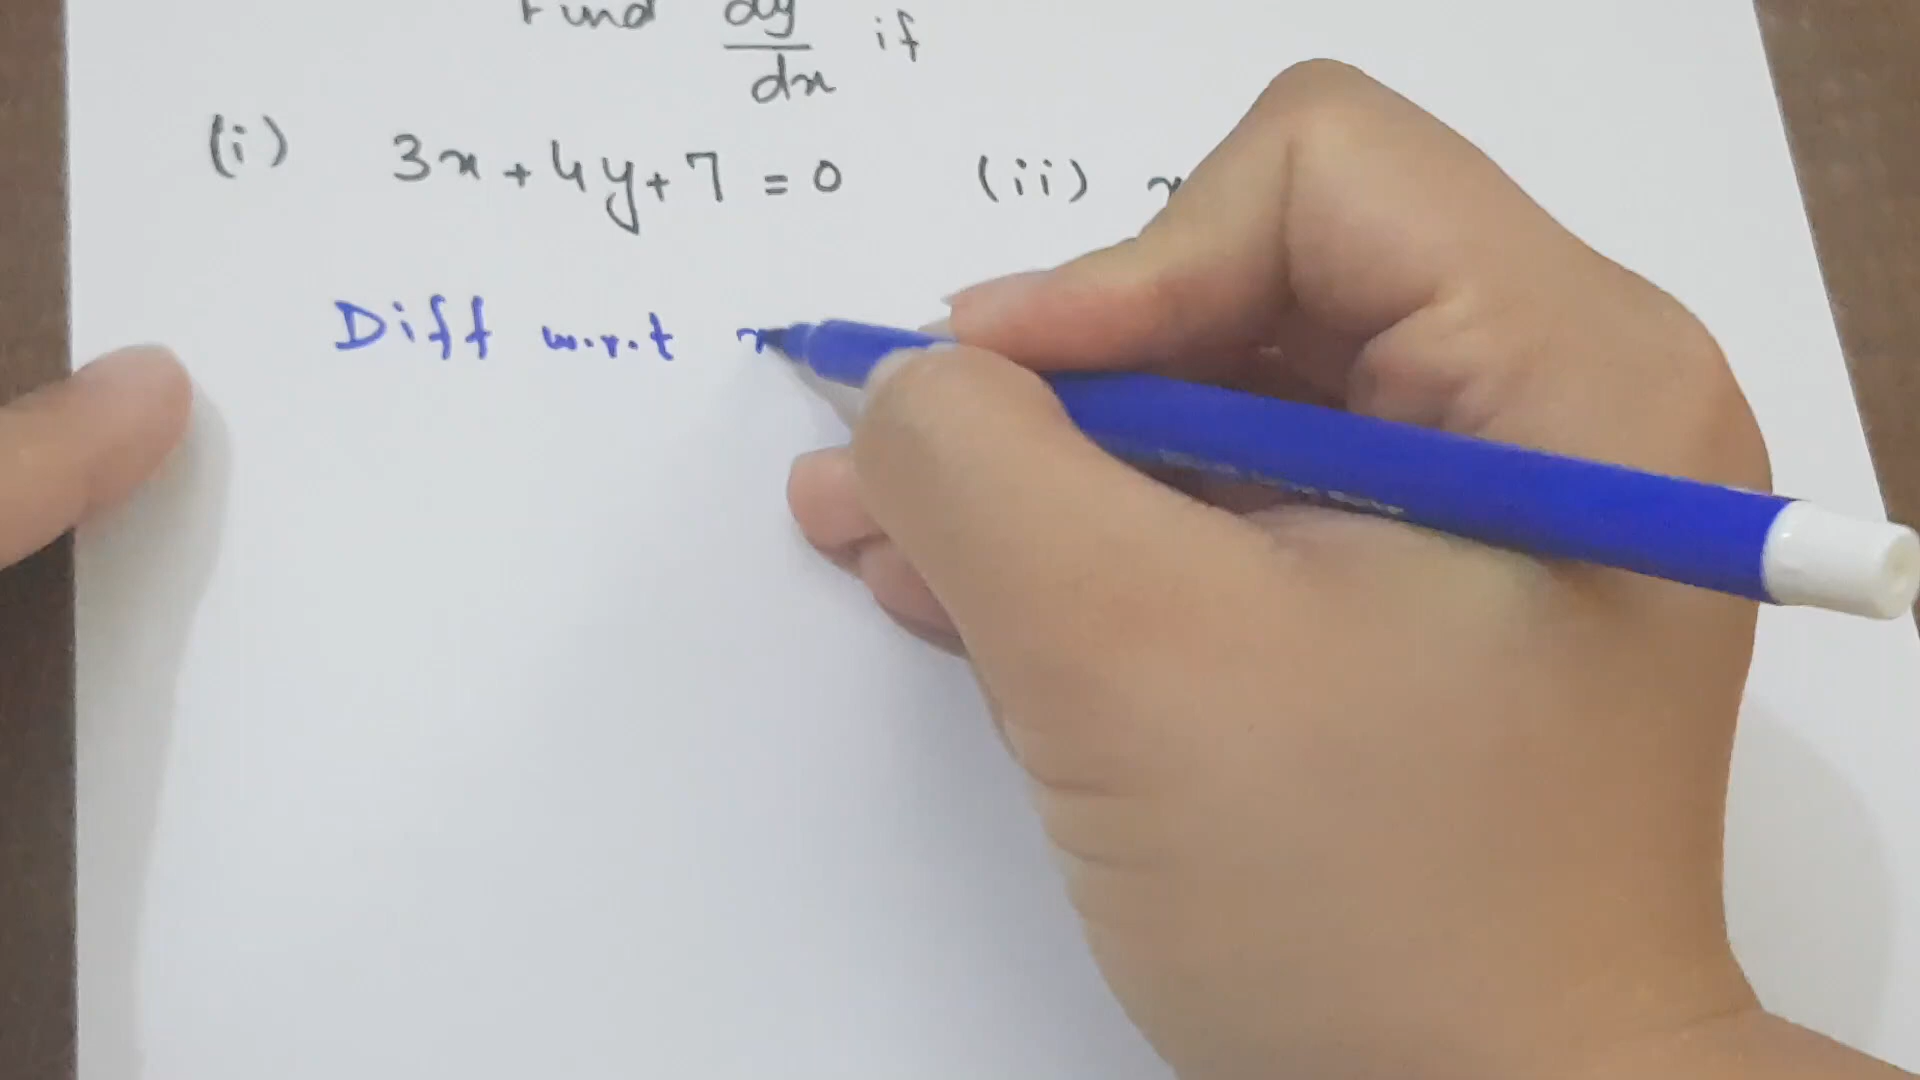 Find dy/dx if
(i) 3x + 4y + 7 = 0 (ii) x
Diff w.r.t x